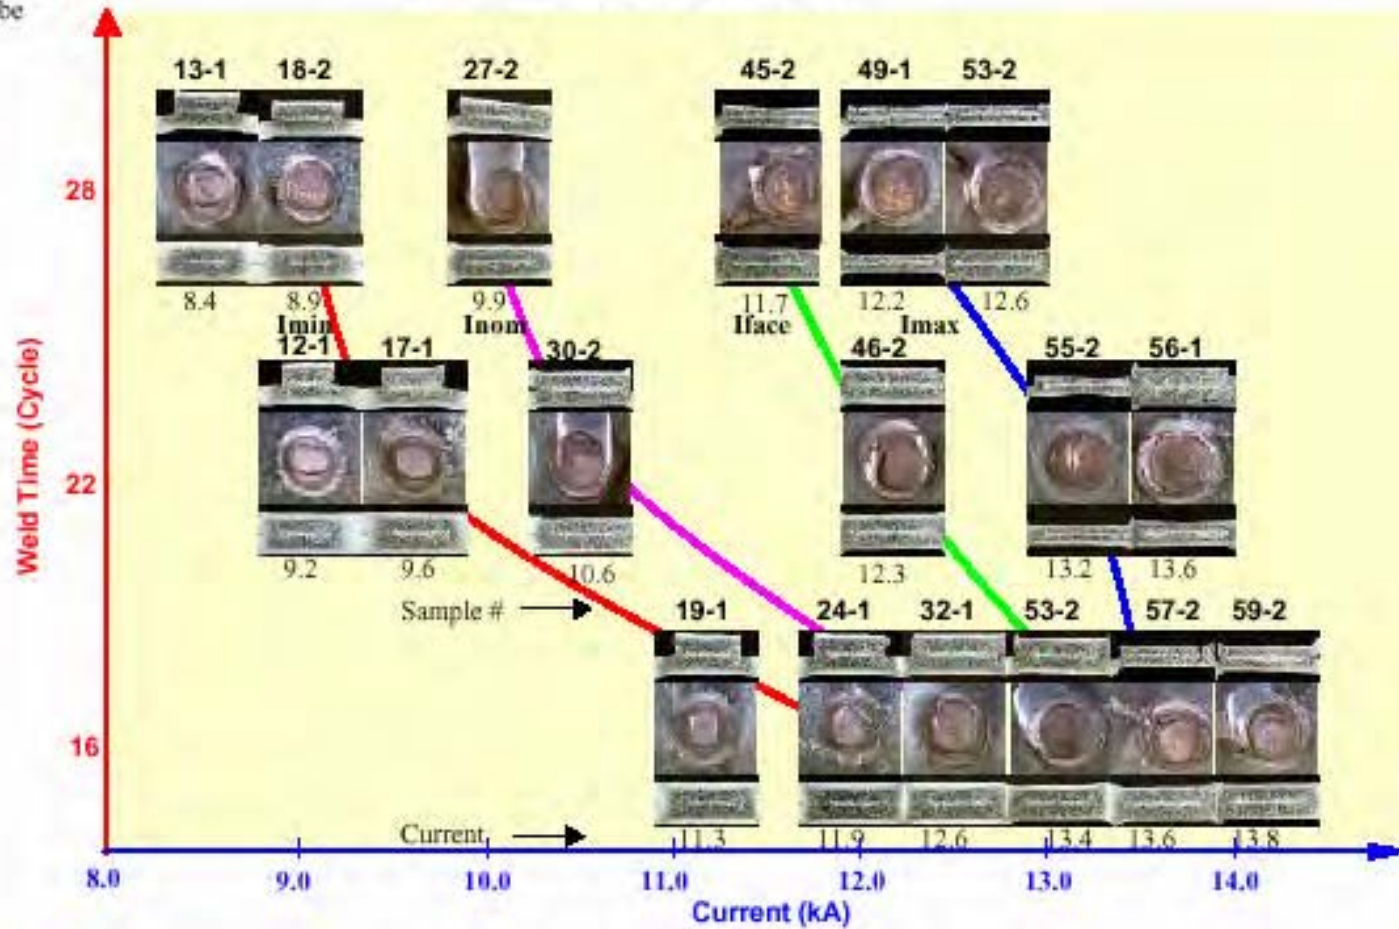 be
13-1 18-2 27-2 45-2 49-1 53-2
28
8.4 8.9 9.9 11.7 12.2 12.6
Imin Inom Iface Imax
12-1 17-1 30-2 46-2 55-2 56-1
Weld Time (Cycle)
22
9.2 9.6 10.6 12.3 13.2 13.6
Sample # 19-1 24-1 32-1 53-2 57-2 59-2
16
Current 11.3 11.9 12.6 13.4 13.6 13.8
8.0 9.0 10.0 11.0 12.0 13.0 14.0
Current (kA)